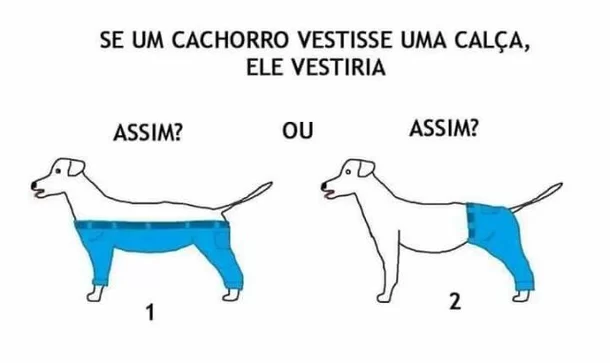 SE UM CACHORRO VESTISSE UMA CALÇA,
ELE VESTIRIA
ASSIM? OU ASSIM?
1 2